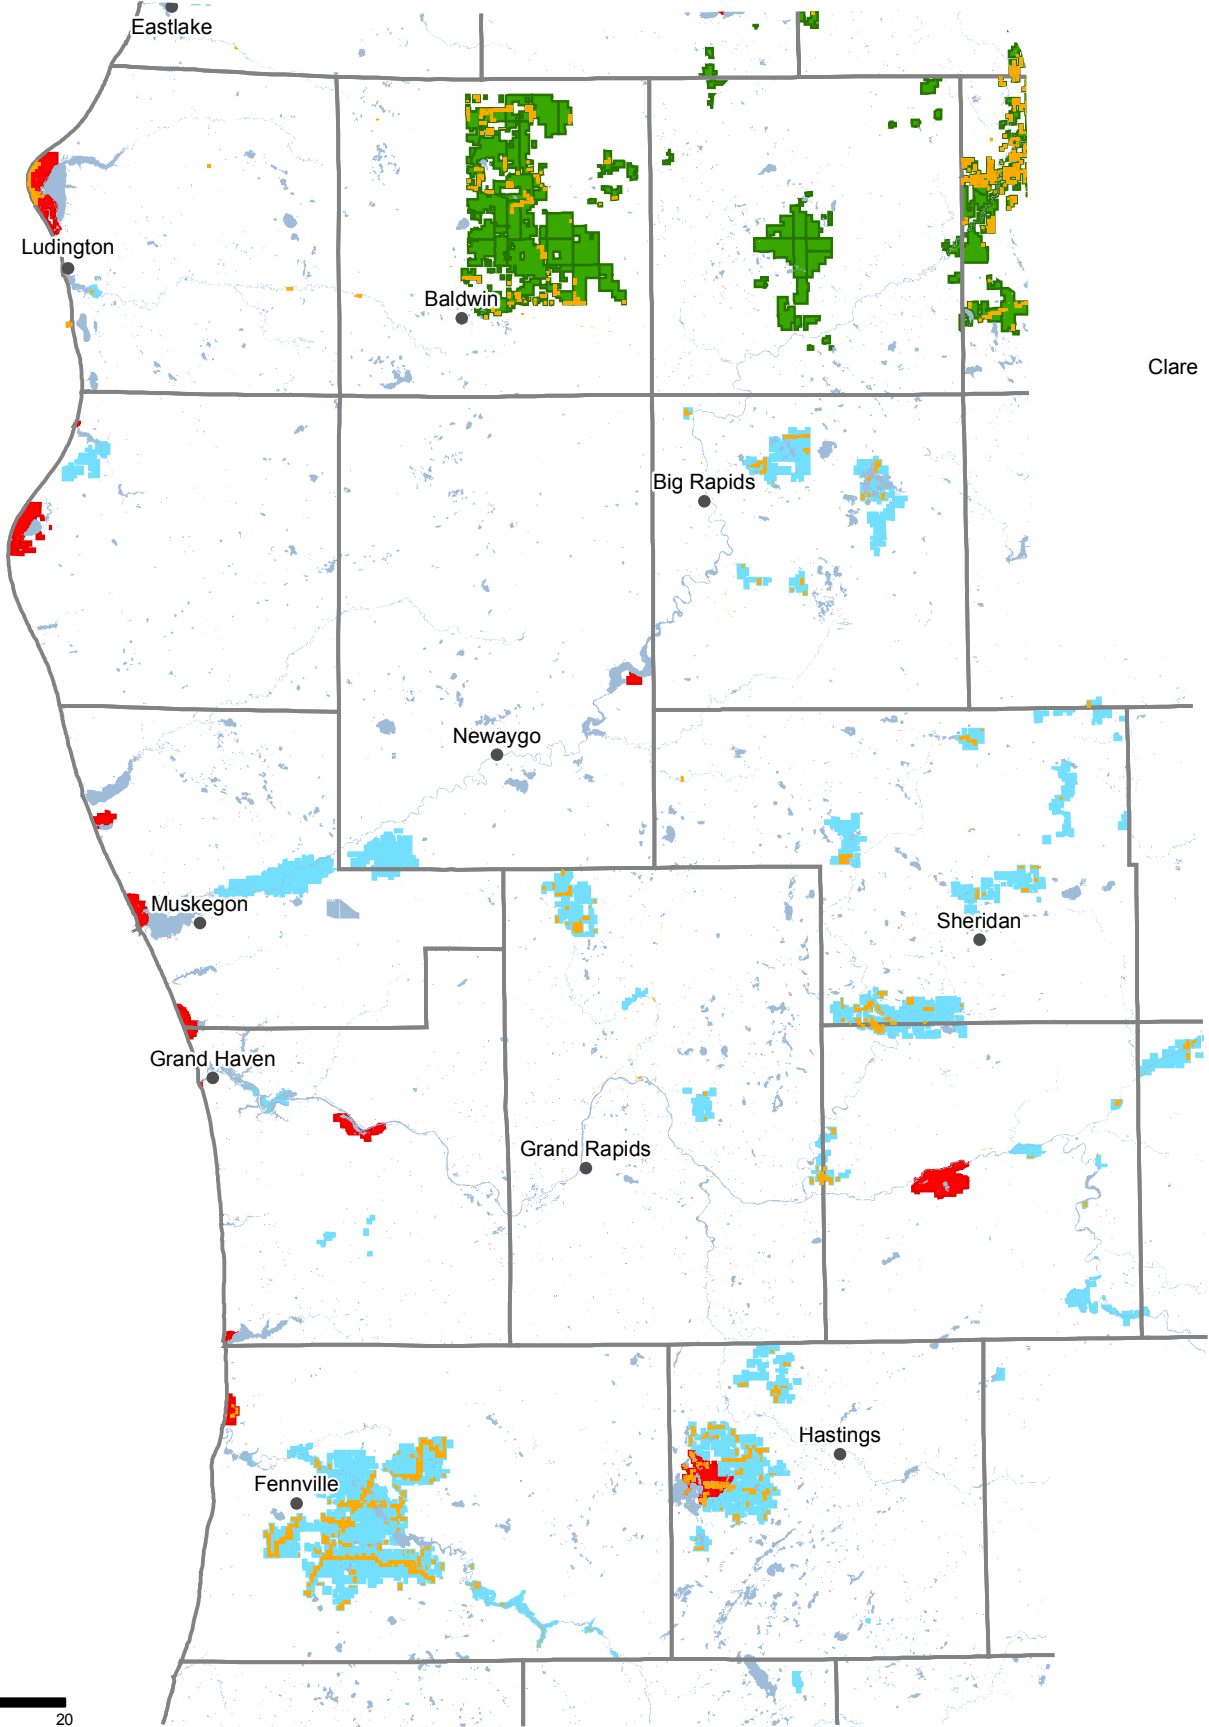 Eastlake
Ludington
Baldwin
Clare
Big Rapids
Newaygo
Muskegon
Sheridan
Grand Haven
Grand Rapids
Hastings
Fennville
20